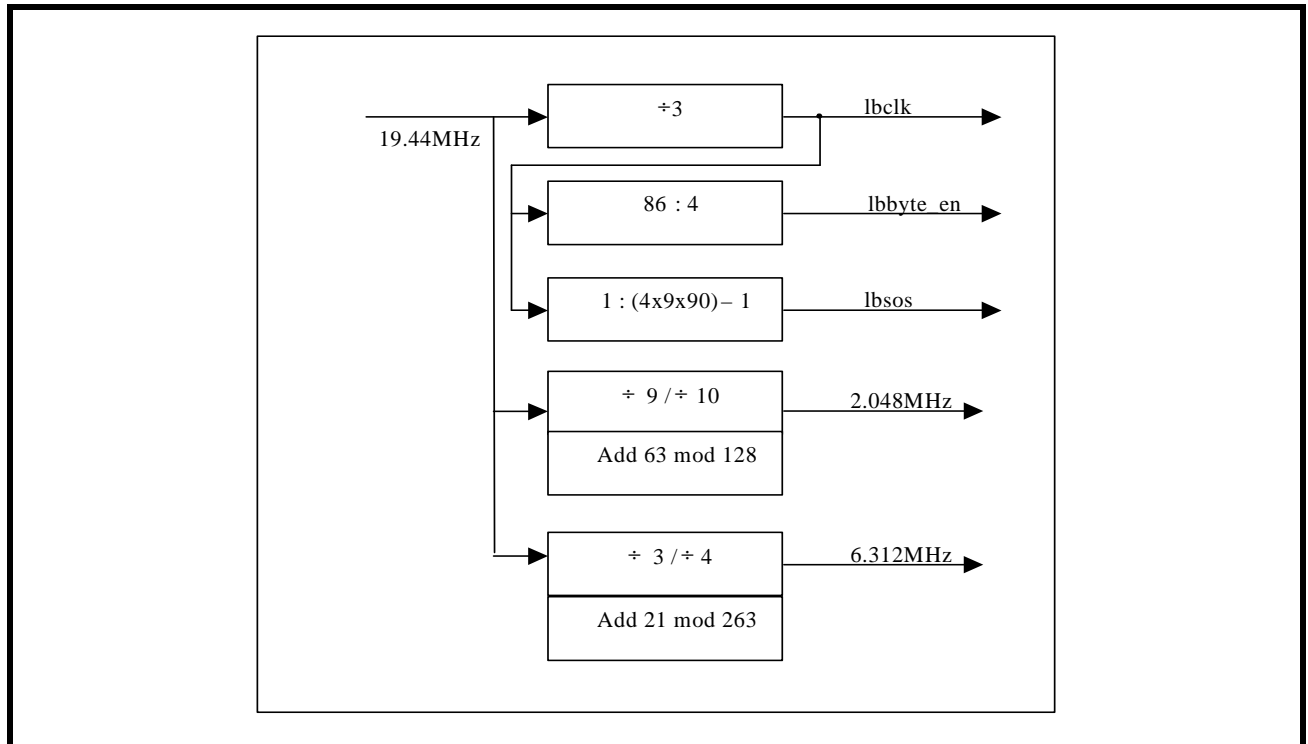 ÷3
lbclk
19.44MHz
86 : 4
lbbyte_en
1 : (4x9x90) – 1
lbsos
÷ 9 / ÷ 10
2.048MHz
Add 63 mod 128
÷ 3 / ÷ 4
6.312MHz
Add 21 mod 263